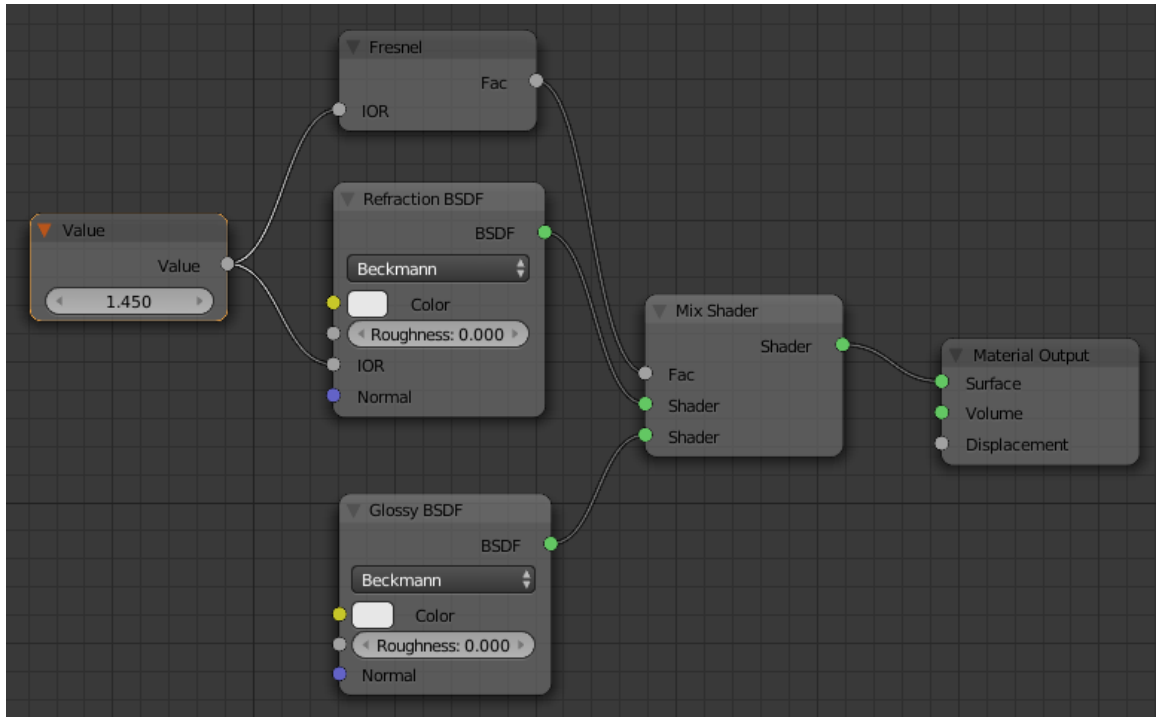 Fresnel
Fac
IOR
Value
Value
1.450
Refraction BSDF
BSDF
Beckmann
Color
Roughness: 0.000
IOR
Normal
Glossy BSDF
BSDF
Beckmann
Color
Roughness: 0.000
Normal
Mix Shader
Shader
Fac
Shader
Shader
Material Output
Surface
Volume
Displacement